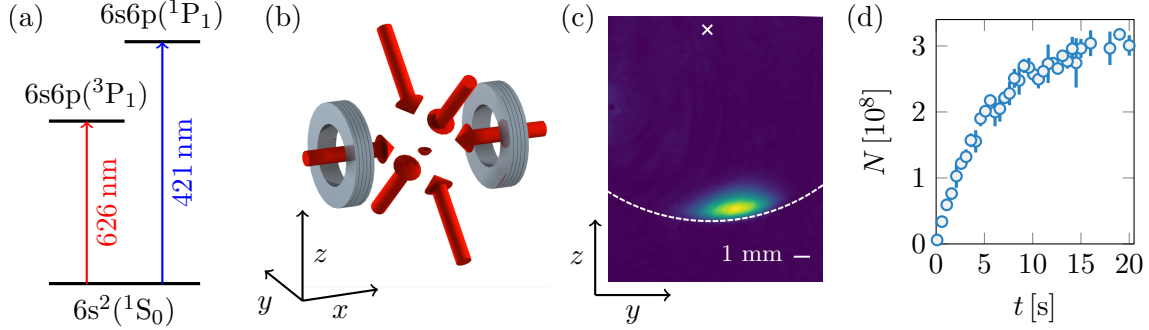 (a)
6s6p(¹P₁)
6s6p(³P₁)
626 nm
421 nm
6s²(¹S₀)
(b)
z
y
x
(c)
×
1 mm
z
y
(d)
N [10⁸]
3
2
1
0
0 5 10 15 20
t [s]